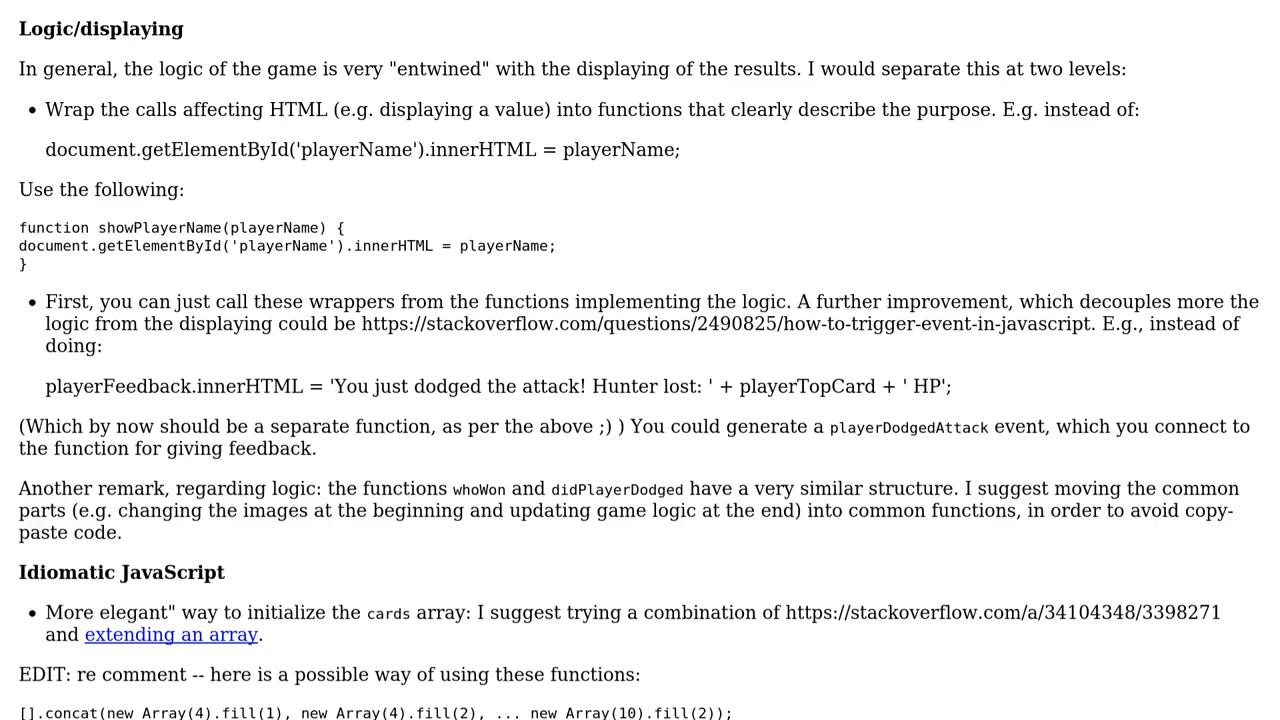 Logic/displaying
In general, the logic of the game is very "entwined" with the displaying of the results. I would separate this at two levels:
• Wrap the calls affecting HTML (e.g. displaying a value) into functions that clearly describe the purpose. E.g. instead of:
document.getElementById('playerName').innerHTML = playerName;
Use the following:
function showPlayerName(playerName) {
document.getElementById('playerName').innerHTML = playerName;
}
• First, you can just call these wrappers from the functions implementing the logic. A further improvement, which decouples more the
logic from the displaying could be https://stackoverflow.com/questions/2490825/how-to-trigger-event-in-javascript. E.g., instead of
doing:
playerFeedback.innerHTML = 'You just dodged the attack! Hunter lost: ' + playerTopCard + ' HP';
(Which by now should be a separate function, as per the above ;) ) You could generate a playerDodgedAttack event, which you connect to
the function for giving feedback.
Another remark, regarding logic: the functions whoWon and didPlayerDodged have a very similar structure. I suggest moving the common
parts (e.g. changing the images at the beginning and updating game logic at the end) into common functions, in order to avoid copy-
paste code.
Idiomatic JavaScript
• More elegant" way to initialize the cards array: I suggest trying a combination of https://stackoverflow.com/a/34104348/3398271
and extending an array.
EDIT: re comment -- here is a possible way of using these functions:
[].concat(new Array(4).fill(1), new Array(4).fill(2), ... new Array(10).fill(2));